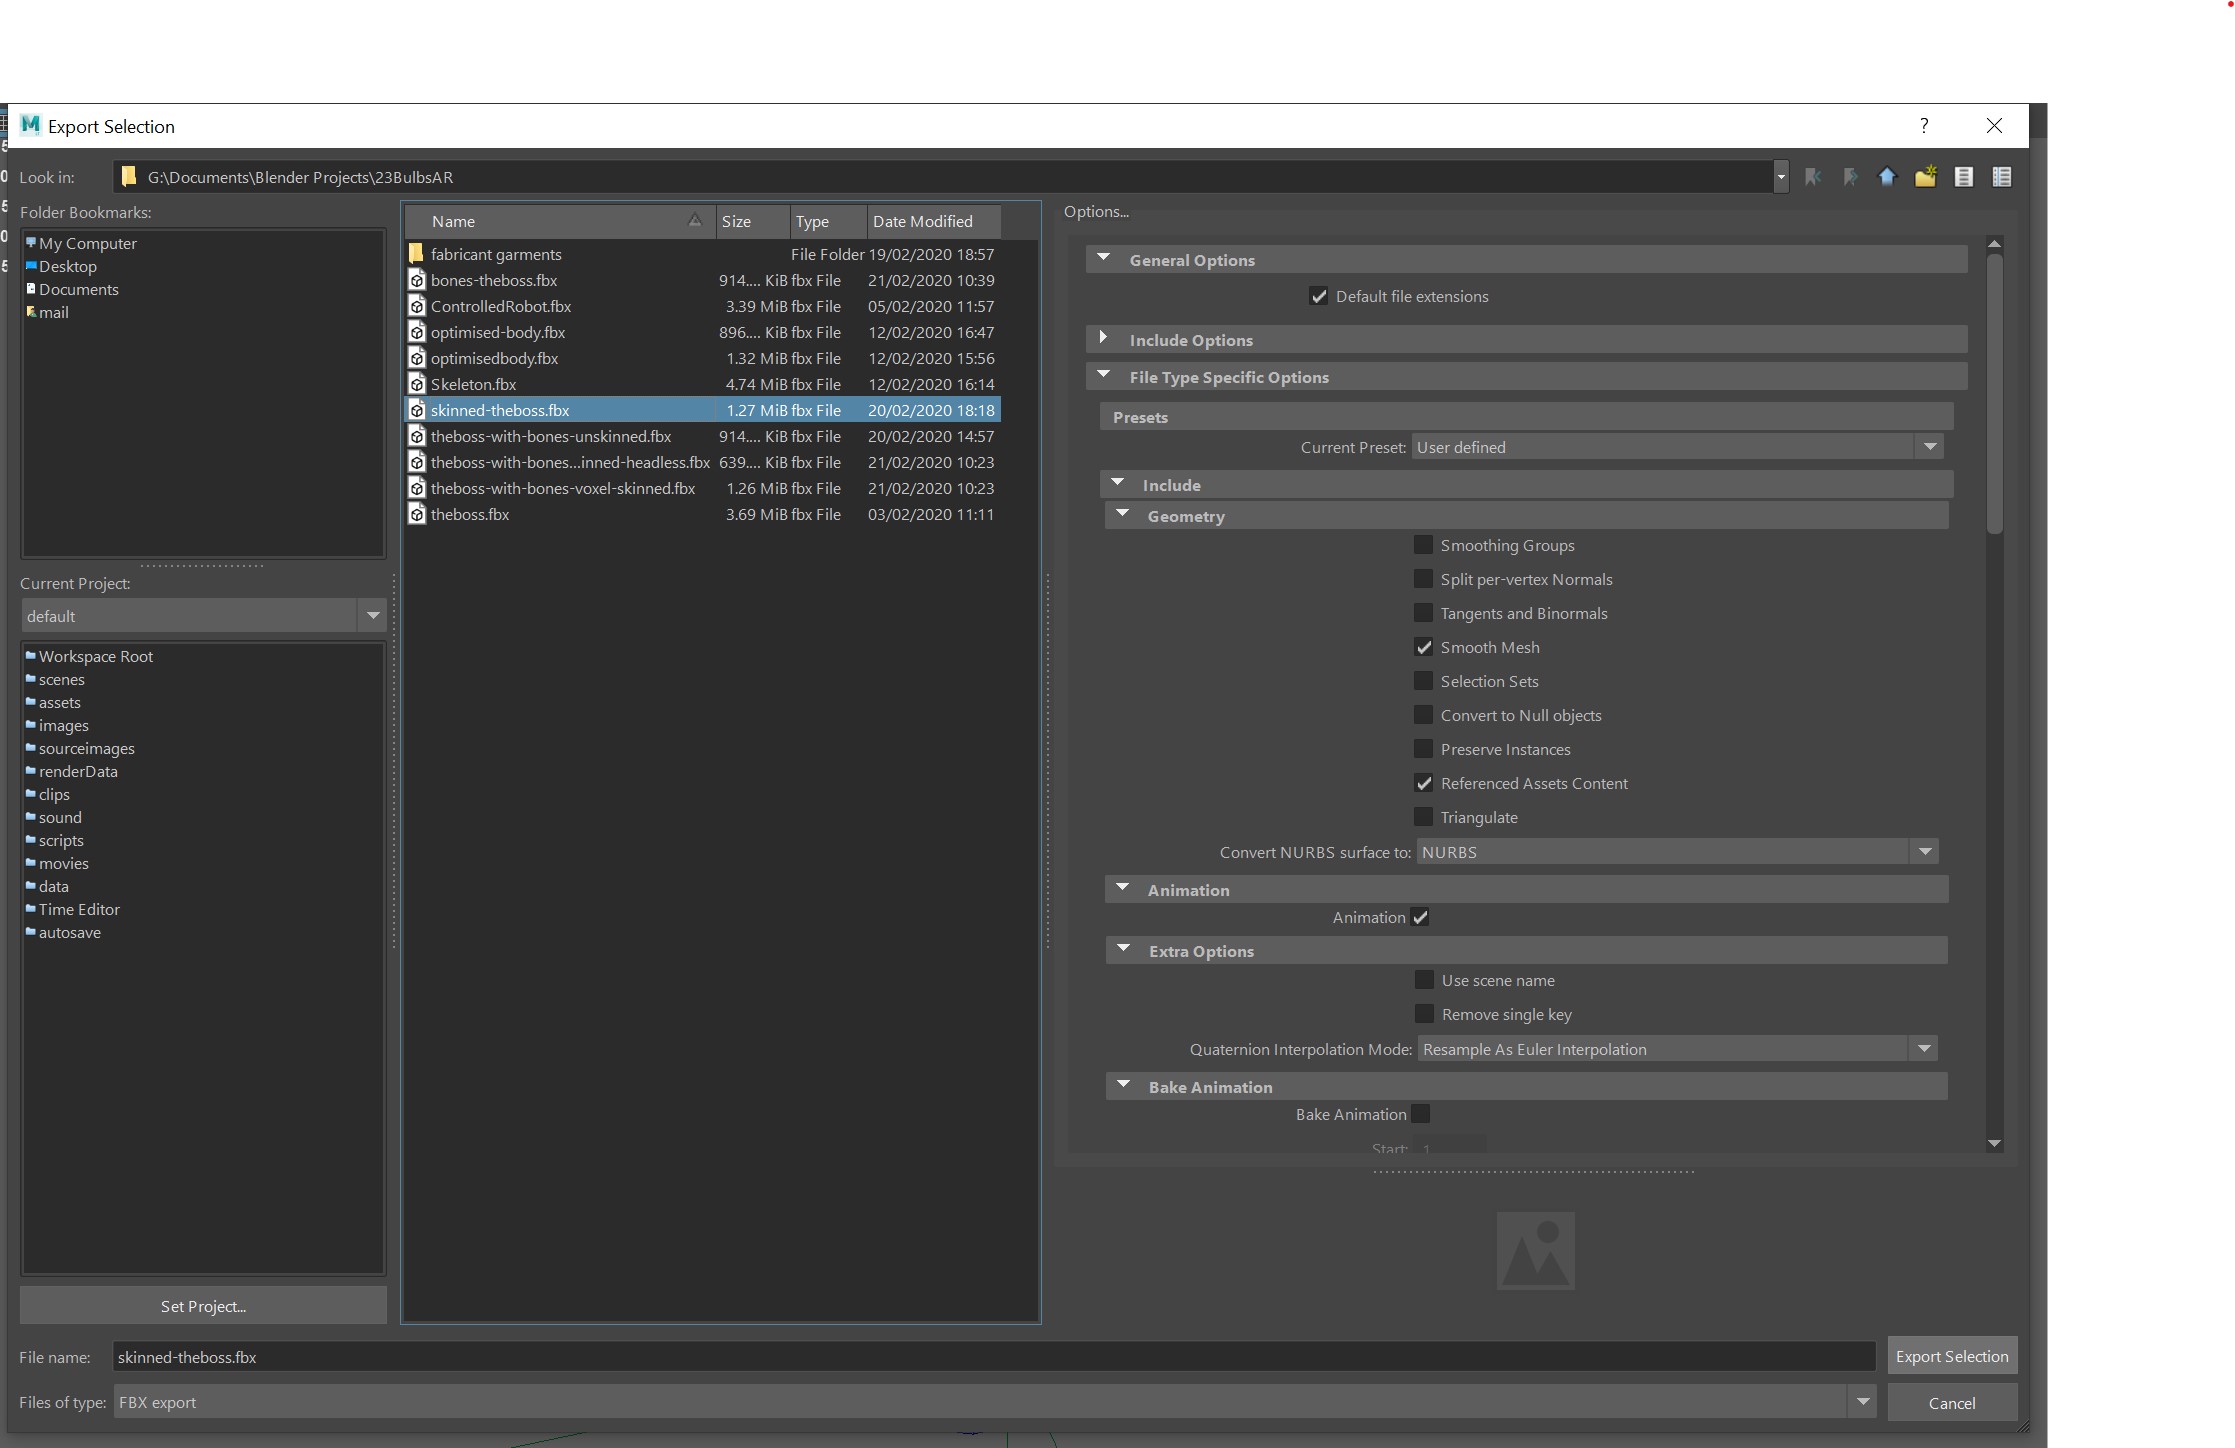 Export Selection
?
Look in:
G:\Documents\Blender Projects\23BulbsAR
Folder Bookmarks:
My Computer
Desktop
Documents
mail
Current Project:
default
Workspace Root
scenes
assets
images
sourceimages
renderData
clips
sound
scripts
movies
data
Time Editor
autosave
Set Project...
Name Size Type Date Modified
fabricant garments File Folder 19/02/2020 18:57
bones-theboss.fbx 914.... KiB fbx File 21/02/2020 10:39
ControlledRobot.fbx 3.39 MiB fbx File 05/02/2020 11:57
optimised-body.fbx 896.... KiB fbx File 12/02/2020 16:47
optimisedbody.fbx 1.32 MiB fbx File 12/02/2020 15:56
Skeleton.fbx 4.74 MiB fbx File 12/02/2020 16:14
skinned-theboss.fbx 1.27 MiB fbx File 20/02/2020 18:18
theboss-with-bones-unskinned.fbx 914.... KiB fbx File 20/02/2020 14:57
theboss-with-bones...inned-headless.fbx 639.... KiB fbx File 21/02/2020 10:23
theboss-with-bones-voxel-skinned.fbx 1.26 MiB fbx File 21/02/2020 10:23
theboss.fbx 3.69 MiB fbx File 03/02/2020 11:11
Options...
General Options
Default file extensions
Include Options
File Type Specific Options
Presets
Current Preset: User defined
Include
Geometry
Smoothing Groups
Split per-vertex Normals
Tangents and Binormals
Smooth Mesh
Selection Sets
Convert to Null objects
Preserve Instances
Referenced Assets Content
Triangulate
Convert NURBS surface to: NURBS
Animation
Animation
Extra Options
Use scene name
Remove single key
Quaternion Interpolation Mode: Resample As Euler Interpolation
Bake Animation
Bake Animation
Start: 1
File name: skinned-theboss.fbx
Export Selection
Files of type: FBX export
Cancel